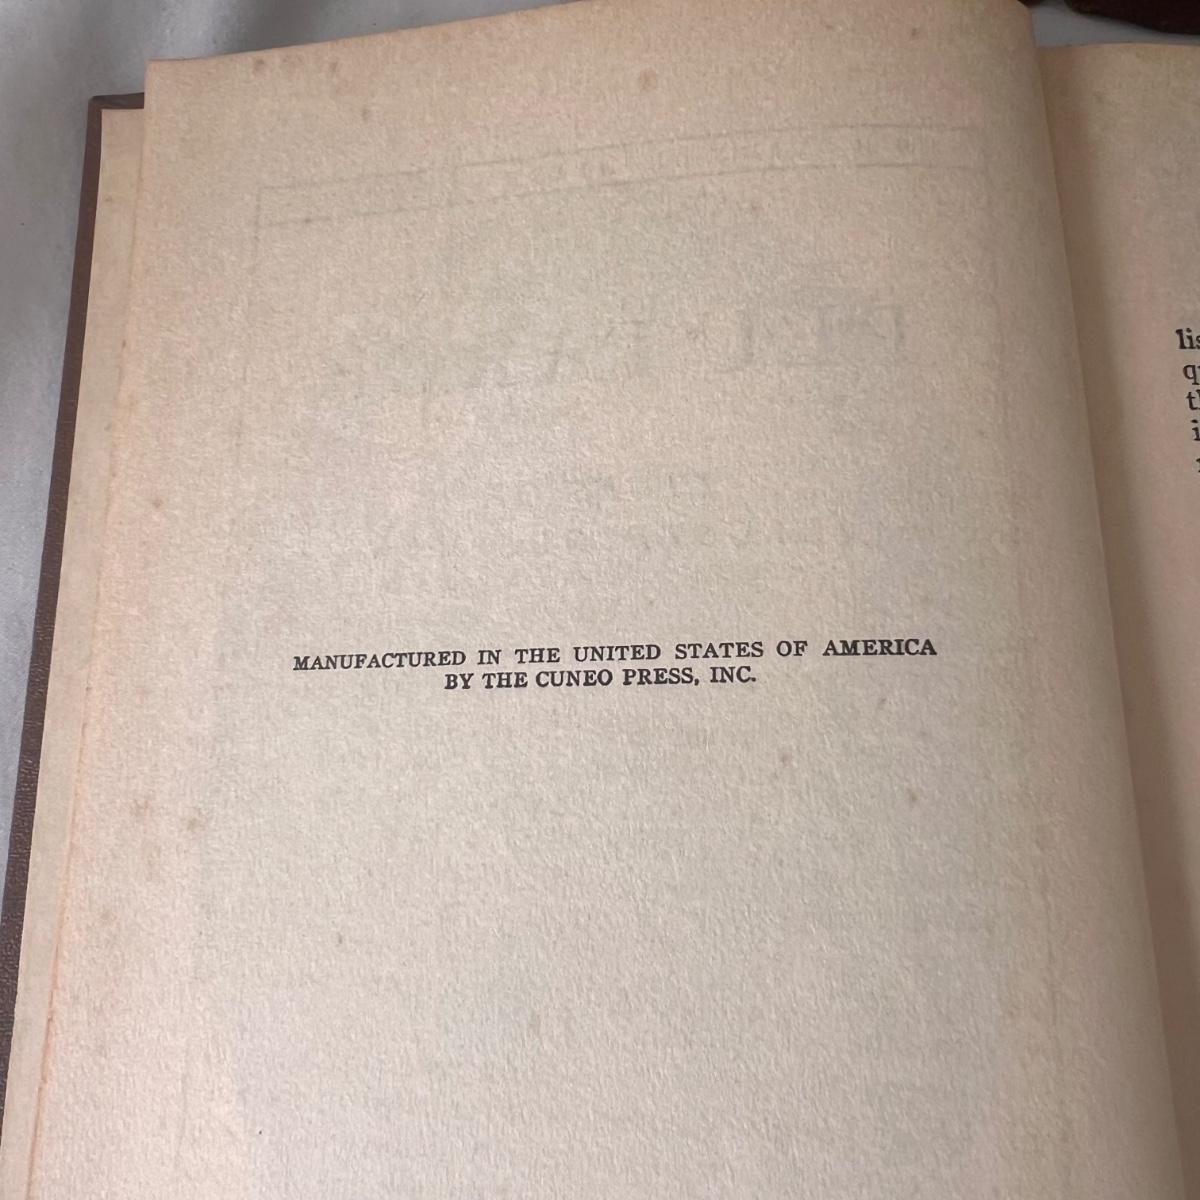 MANUFACTURED IN THE UNITED STATES OF AMERICA
BY THE CUNEO PRESS, INC.